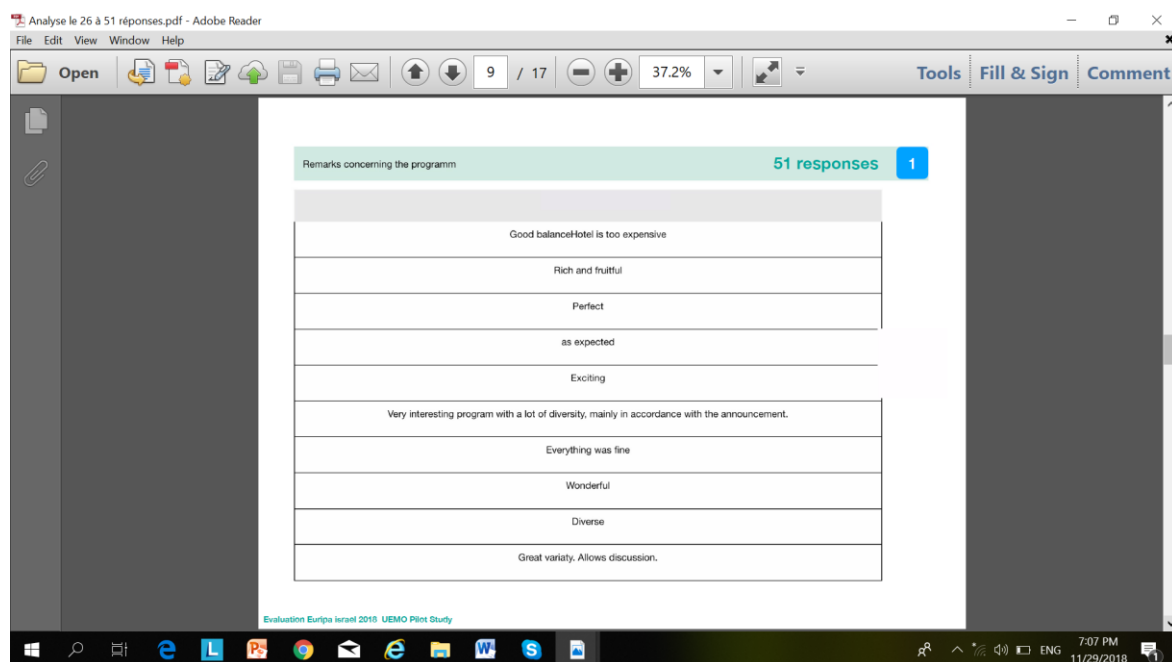 Analyse le 26 à 51 réponses.pdf - Adobe Reader
File Edit View Window Help
Open 9 / 17 37.2% Tools Fill & Sign Comment
Remarks concerning the programm 51 responses 1
Good balanceHotel is too expensive
Rich and fruitful
Perfect
as expected
Exciting
Very interesting program with a lot of diversity, mainly in accordance with the announcement.
Everything was fine
Wonderful
Diverse
Great variaty. Allows discussion.
Evaluation Euripa israel 2018 UEMO Pilot Study
ENG
7:07 PM
11/29/2018